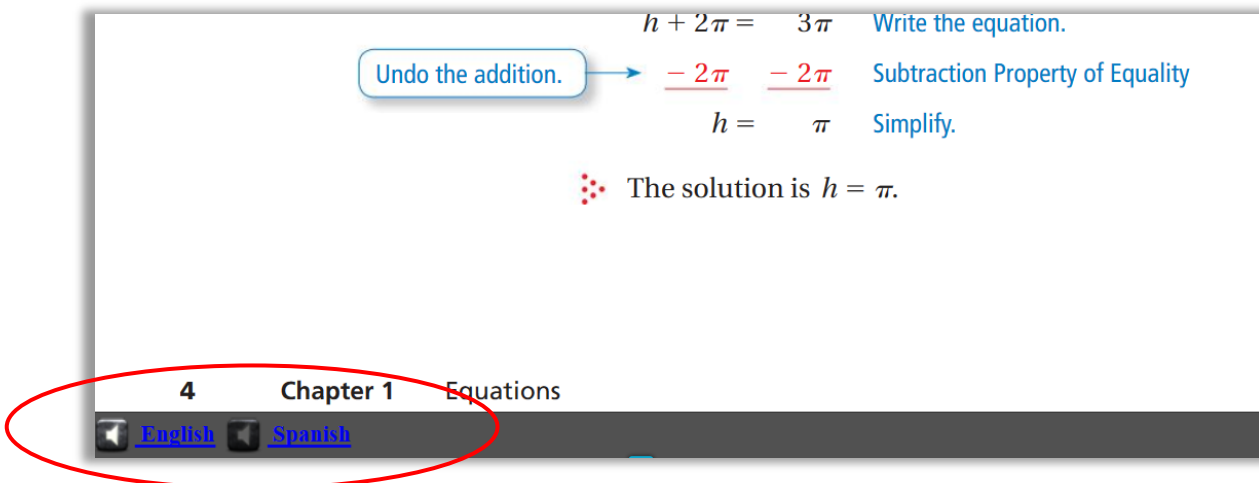 h + 2π = 3π Write the equation.
Undo the addition. − 2π − 2π Subtraction Property of Equality
h = π Simplify.
The solution is h = π.
4 Chapter 1 Equations
English Spanish